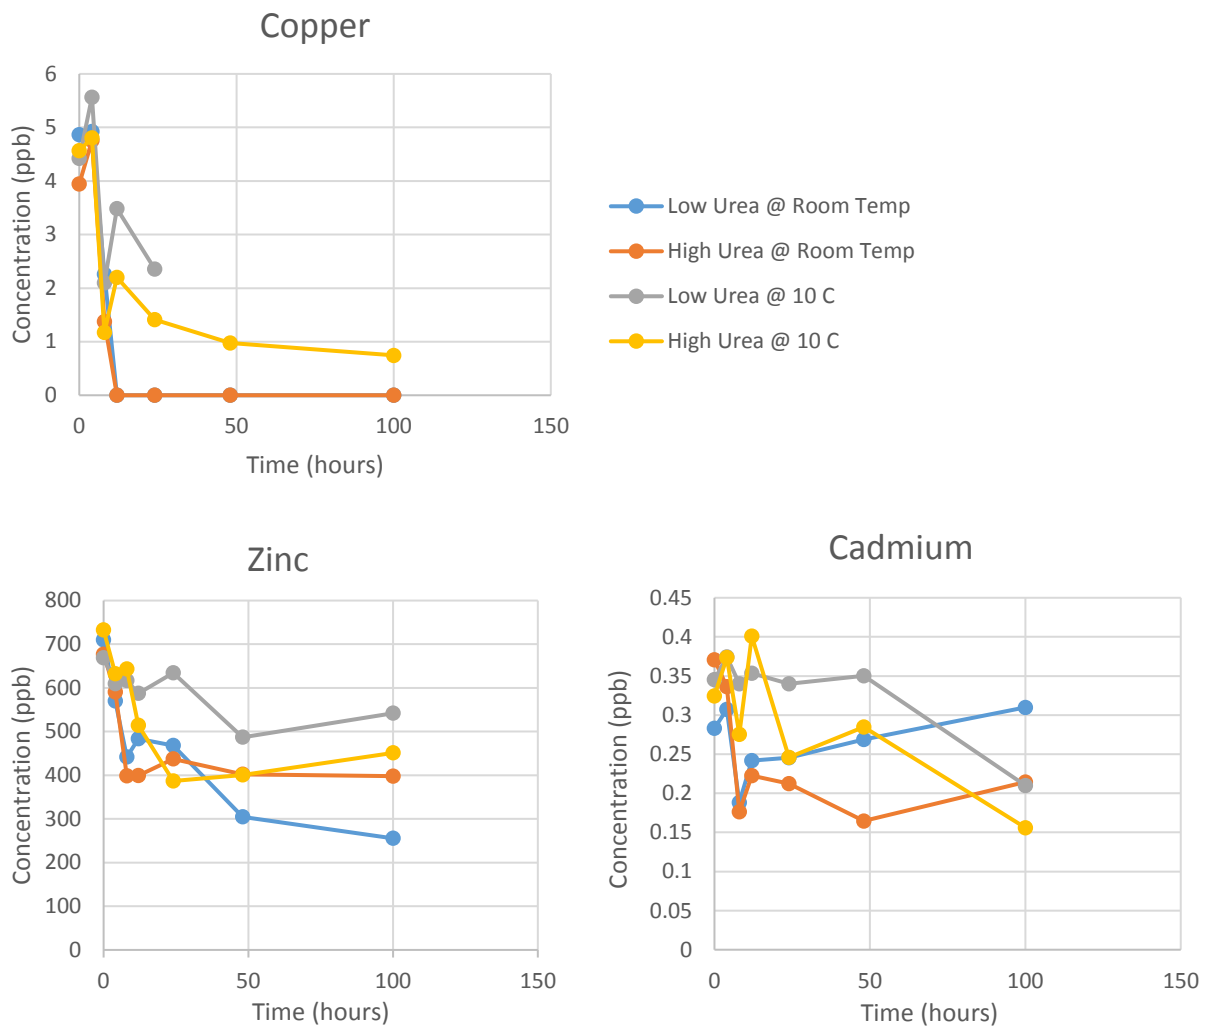 Copper
6
5
4
3
2
1
0
Concentration (ppb)
0 50 100 150
Time (hours)
Low Urea @ Room Temp
High Urea @ Room Temp
Low Urea @ 10 C
High Urea @ 10 C
Zinc
800
700
600
500
400
300
200
100
0
Concentration (ppb)
0 50 100 150
Time (hours)
Cadmium
0.45
0.4
0.35
0.3
0.25
0.2
0.15
0.1
0.05
0
Concentration (ppb)
0 50 100 150
Time (hours)